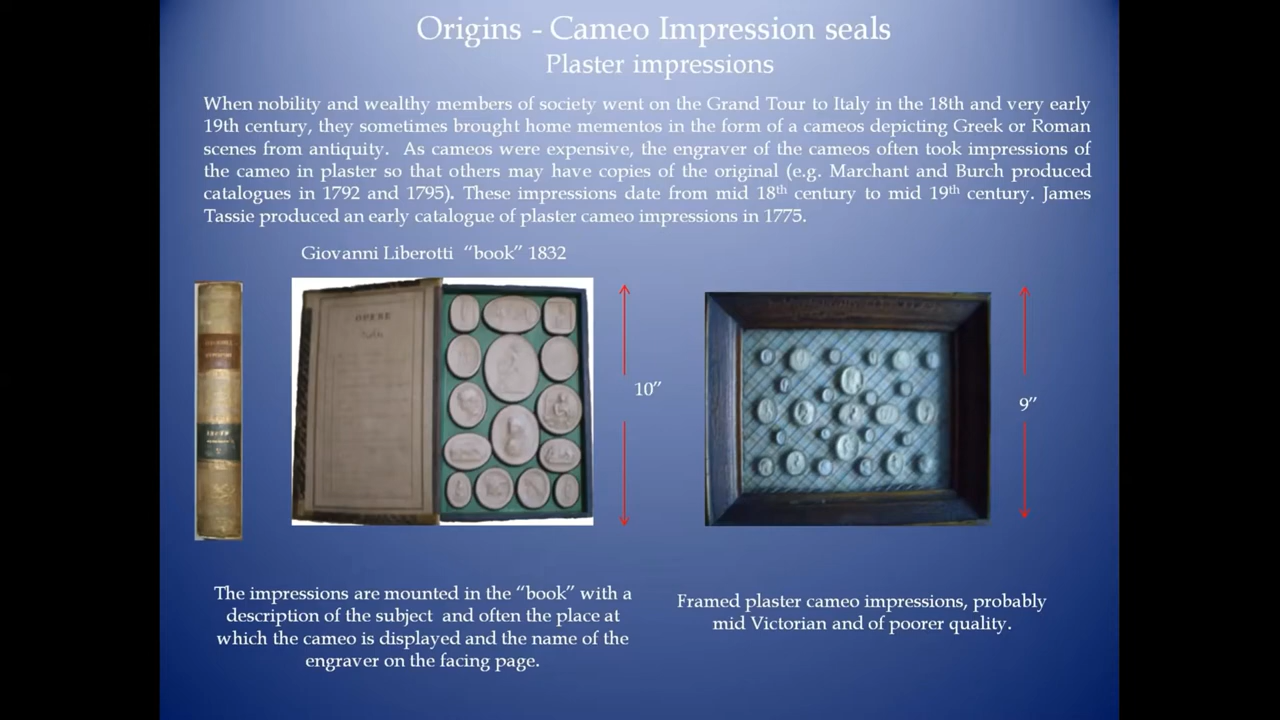 Origins - Cameo Impression seals
Plaster impressions
When nobility and wealthy members of society went on the Grand Tour to Italy in the 18th and very early
19th century, they sometimes brought home mementos in the form of a cameos depicting Greek or Roman
scenes from antiquity.  As cameos were expensive, the engraver of the cameos often took impressions of
the cameo in plaster so that others may have copies of the original (e.g. Marchant and Burch produced
catalogues in 1792 and 1795). These impressions date from mid 18th century to mid 19th century. James
Tassie produced an early catalogue of plaster cameo impressions in 1775.
Giovanni Liberotti  “book” 1832
OPERE
10”
9”
The impressions are mounted in the “book” with a
description of the subject  and often the place at
which the cameo is displayed and the name of the
engraver on the facing page.
Framed plaster cameo impressions, probably
mid Victorian and of poorer quality.